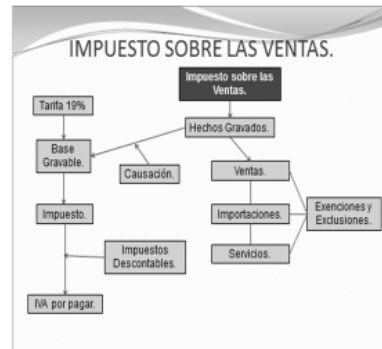 IMPUESTO SOBRE LAS VENTAS.
Impuesto sobre las
Ventas.
Tarifa 19%
Hechos Gravados.
Base
Gravable.
Causación.
Ventas.
Impuesto.
Importaciones.
Exenciones y
Exclusiones.
Impuestos
Descontables.
Servicios.
IVA por pagar.